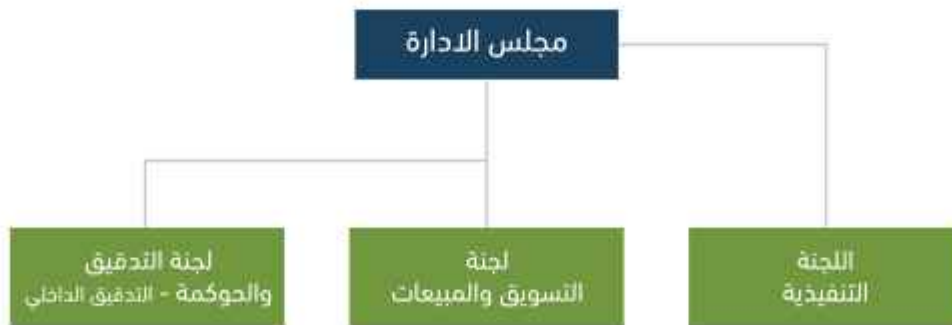 مجلس الادارة
اللجنة
التنفيذية
لجنة
التسويق والمبيعات
لجنة التدقيق
والحوكمة - التدقيق الداخلي